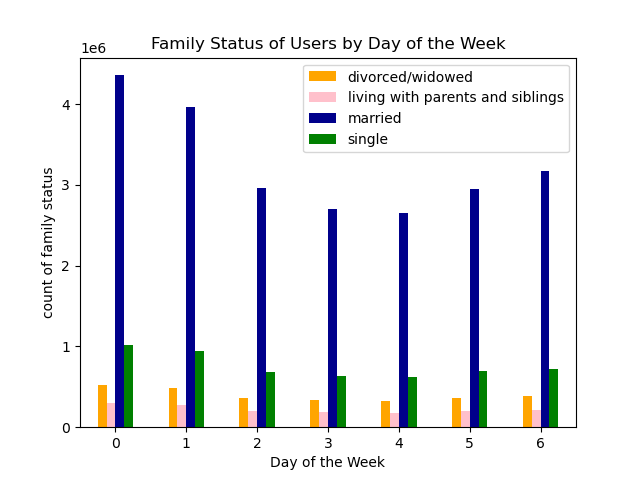 Family Status of Users by Day of the Week
1e6
divorced/widowed
living with parents and siblings
married
single
4
3
2
1
0
count of family status
0 1 2 3 4 5 6
Day of the Week